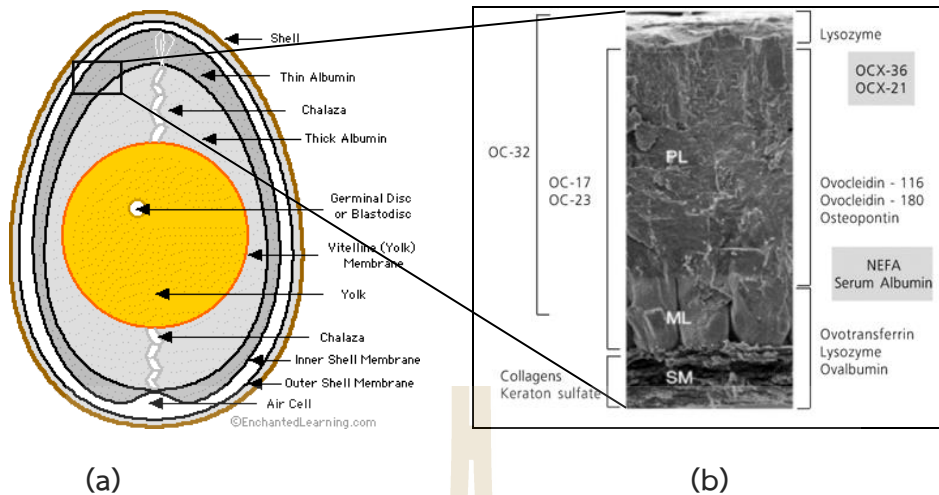 Shell
Thin Albumin
Chalaza
Thick Albumin
Germinal Disc
or Blastodisc
Vitelline (Yolk)
Membrane
Yolk
Chalaza
Inner Shell Membrane
Outer Shell Membrane
Air Cell
©EnchantedLearning.com
(a)
Lysozyme
OCX-36
OCX-21
OC-32
OC-17
OC-23
PL
Ovocleidin - 116
Ovocleidin - 180
Osteopontin
NEFA
Serum Albumin
ML
Ovotransferrin
Lysozyme
Ovalbumin
SM
Collagens
Keraton sulfate
(b)